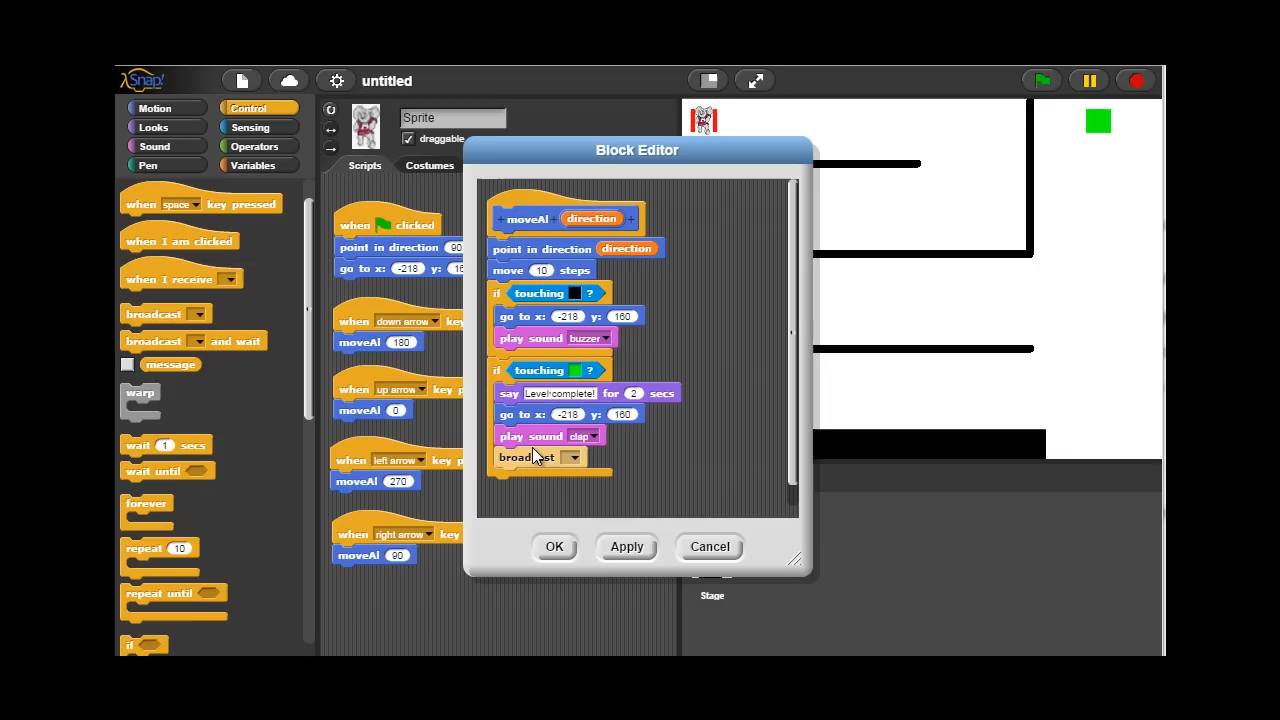 Snap!
untitled
Motion
Control
Looks
Sensing
Sound
Operators
Pen
Variables
when space key pressed
when I am clicked
when I receive
broadcast
broadcast and wait
message
warp
wait 1 secs
wait until
forever
repeat 10
repeat until
if
Sprite
draggable
Scripts
Costumes
when clicked
point in direction 90
go to x: -218 y: 16
when down arrow ke
moveAl 180
when up arrow key p
moveAl 0
when left arrow key p
moveAl 270
when right arrow key
moveAl 90
Block Editor
+ moveAl + direction +
point in direction direction
move 10 steps
if touching ?
go to x: -218 y: 160
play sound buzzer
if touching ?
say Level complete! for 2 secs
go to x: -218 y: 160
play sound clap
broadcast
OK
Apply
Cancel
Stage